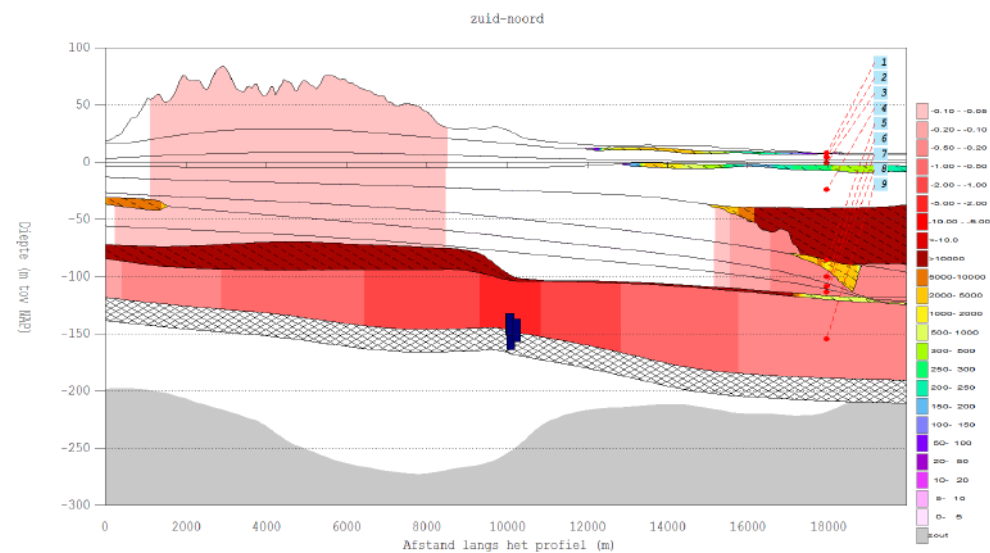 zuid-noord
100
50
0
-50
-100
-150
-200
-250
-300
Diepte (m tov NAP)
0 2000 4000 6000 8000 10000 12000 14000 16000 18000
Afstand langs het profiel (m)
1
2
3
4
5
6
7
8
9
-0.10 - -0.05
-0.20 - -0.10
-0.50 - -0.20
-1.00 - -0.50
-2.00 - -1.00
-5.00 - -2.00
-10.00 - -5.00
<-10.0
>10000
5000-10000
2000- 5000
1000- 2000
500- 1000
300- 500
250- 300
200- 250
150- 200
100- 150
50- 100
20- 50
10- 20
5- 10
0- 5
zout